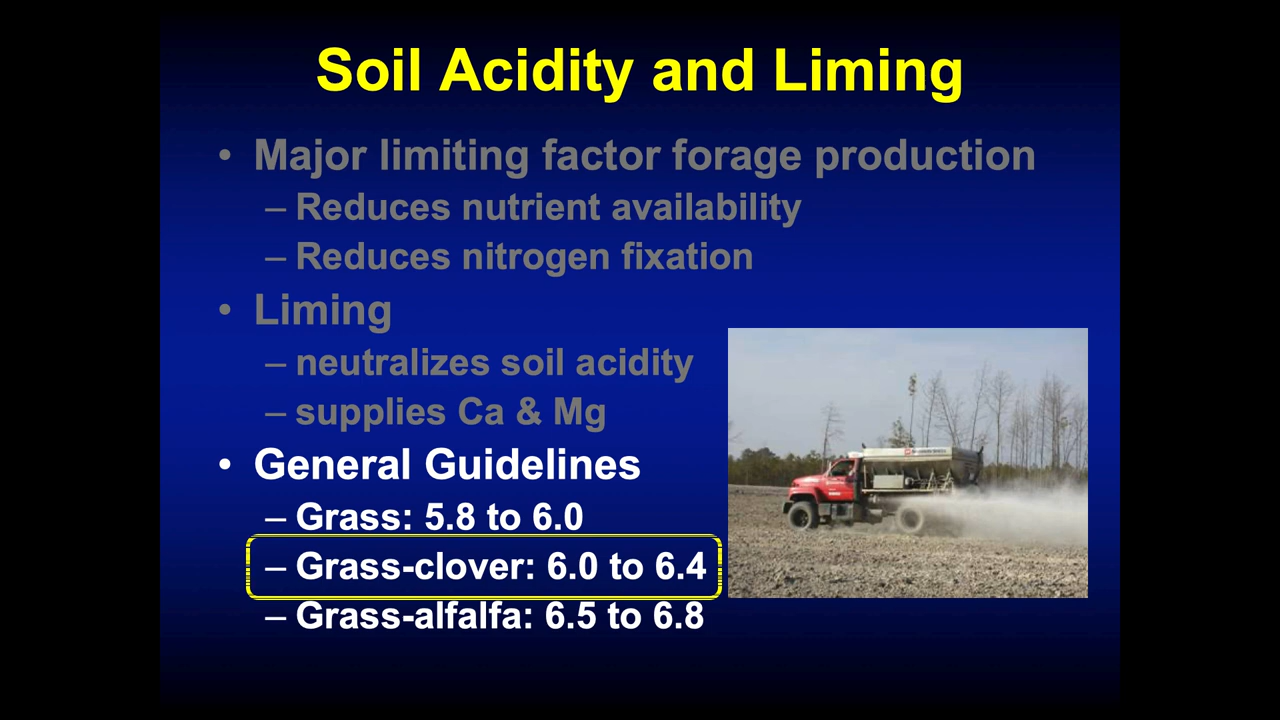 Soil Acidity and Liming
• Major limiting factor forage production
– Reduces nutrient availability
– Reduces nitrogen fixation
• Liming
– neutralizes soil acidity
– supplies Ca & Mg
• General Guidelines
– Grass: 5.8 to 6.0
– Grass-clover: 6.0 to 6.4
– Grass-alfalfa: 6.5 to 6.8